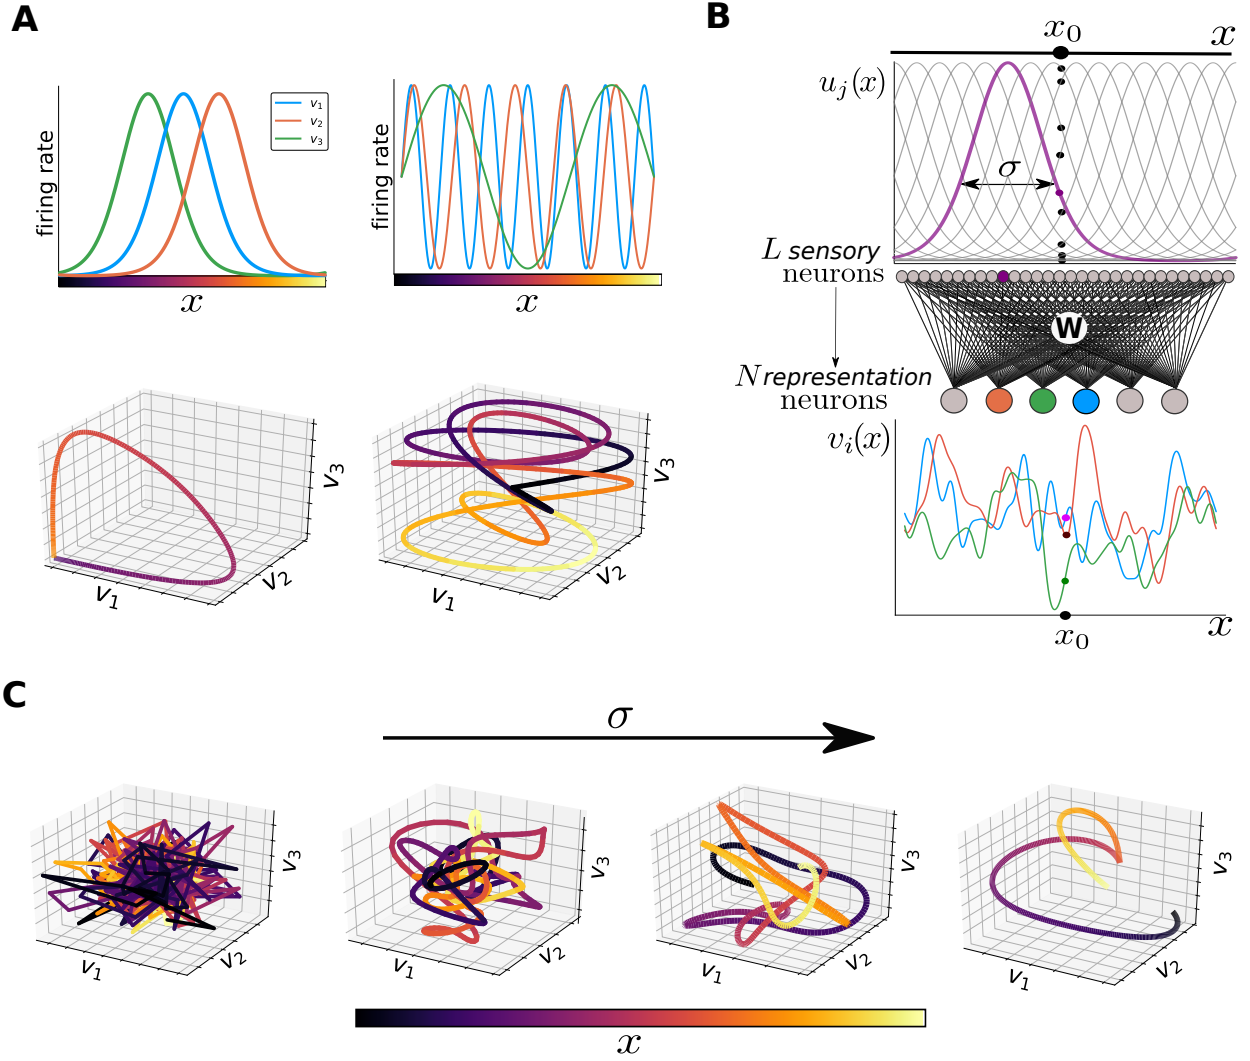 A
firing rate
v₁
v₂
v₃
x
firing rate
x
v₁
v₂
v₃
v₁
v₂
v₃
B
x₀
x
uⱼ(x)
σ
L sensory
neurons
W
N representation
neurons
vᵢ(x)
x₀
x
C
σ
v₁
v₂
v₃
v₁
v₂
v₃
v₁
v₂
v₃
v₁
v₂
v₃
x